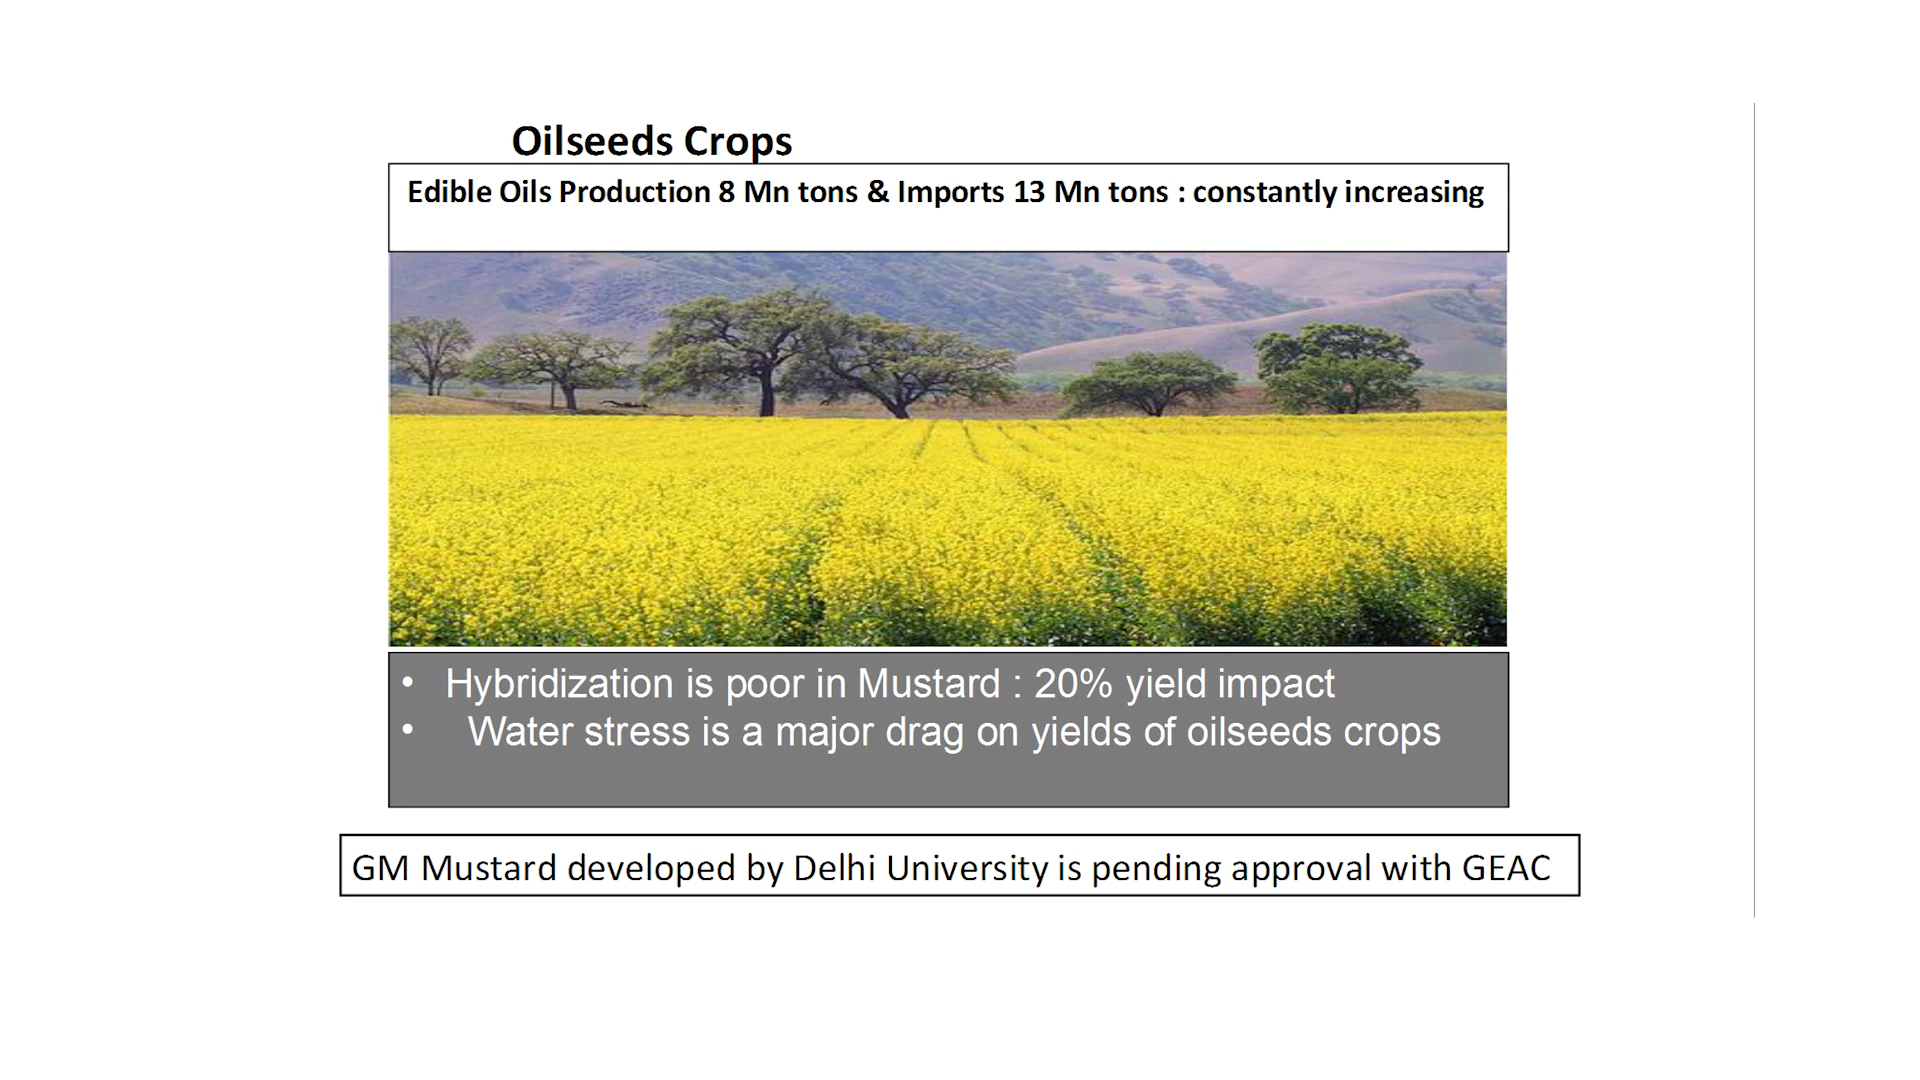 Oilseeds Crops
Edible Oils Production 8 Mn tons & Imports 13 Mn tons : constantly increasing
• Hybridization is poor in Mustard : 20% yield impact
• Water stress is a major drag on yields of oilseeds crops
GM Mustard developed by Delhi University is pending approval with GEAC